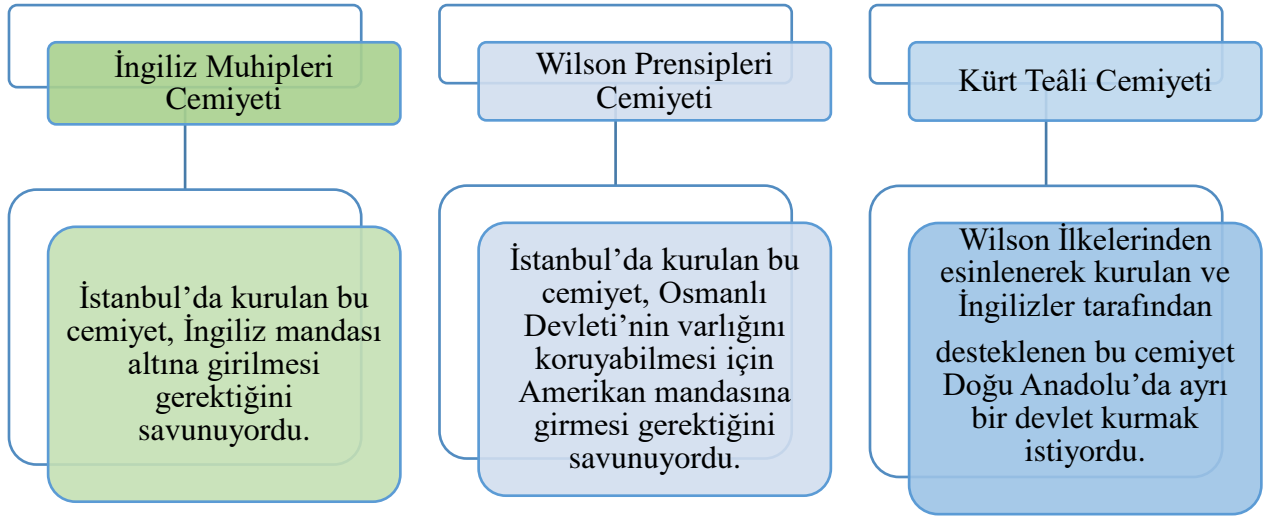 İngiliz Muhipleri
Cemiyeti
İstanbul’da kurulan bu
cemiyet, İngiliz mandası
altına girilmesi
gerektiğini
savunuyordu.
Wilson Prensipleri
Cemiyeti
İstanbul’da kurulan bu
cemiyet, Osmanlı
Devleti’nin varlığını
koruyabilmesi için
Amerikan mandasına
girmesi gerektiğini
savunuyordu.
Kürt Teâli Cemiyeti
Wilson İlkelerinden
esinlenerek kurulan ve
İngilizler tarafından
desteklenen bu cemiyet
Doğu Anadolu’da ayrı
bir devlet kurmak
istiyordu.